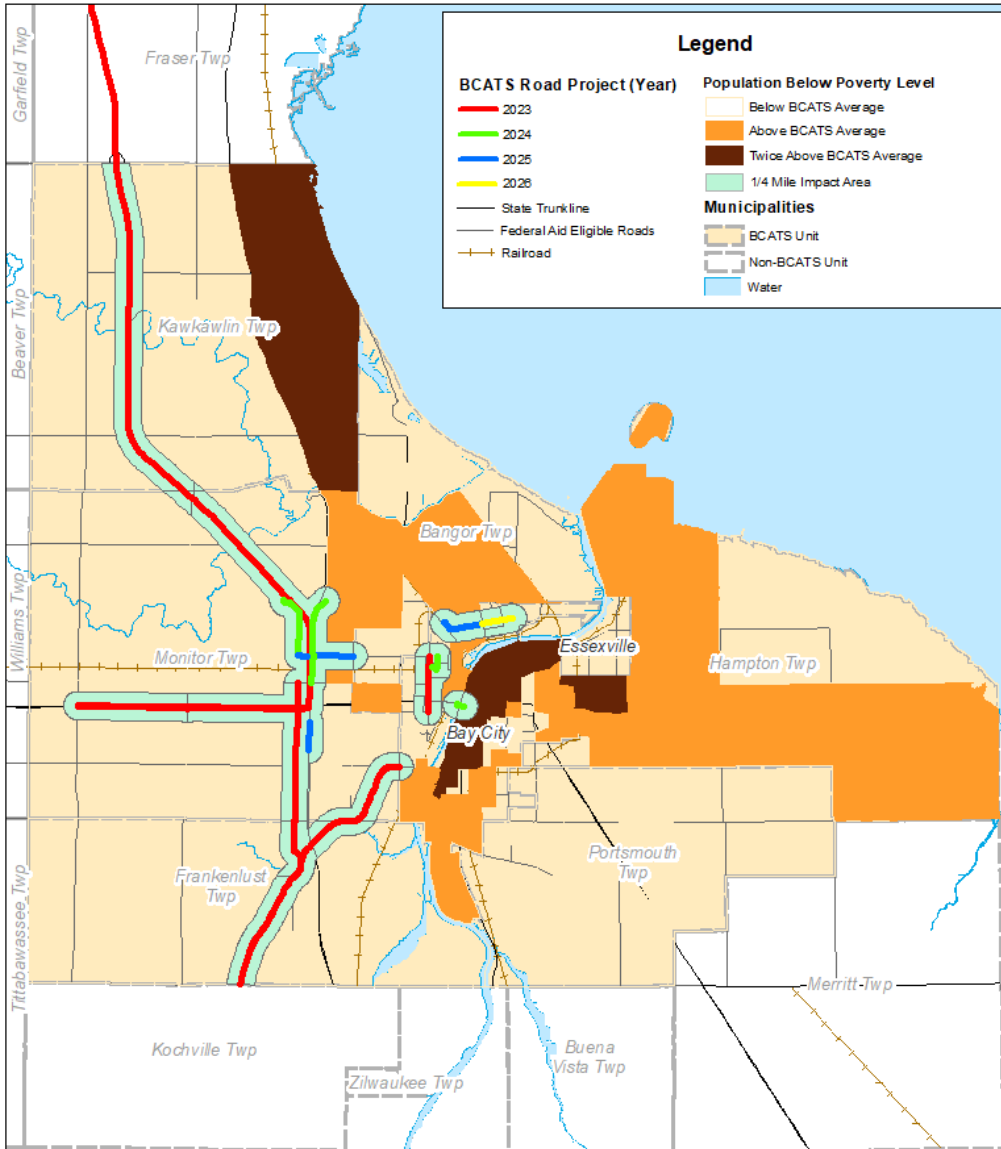 Legend
BCATS Road Project (Year)
2023
2024
2025
2026
State Trunkline
Federal Aid Eligible Roads
Railroad
Population Below Poverty Level
Below BCATS Average
Above BCATS Average
Twice Above BCATS Average
1/4 Mile Impact Area
Municipalities
BCATS Unit
Non-BCATS Unit
Water
Garfield Twp
Fraser Twp
Beaver Twp
Kawkawlin Twp
Bangor Twp
Williams Twp
Monitor Twp
Essexville
Hampton Twp
Bay City
Tittabawassee Twp
Frankenlust
Twp
Portsmouth
Twp
Merritt Twp
Kochville Twp
Zilwaukee Twp
Buena
Vista Twp